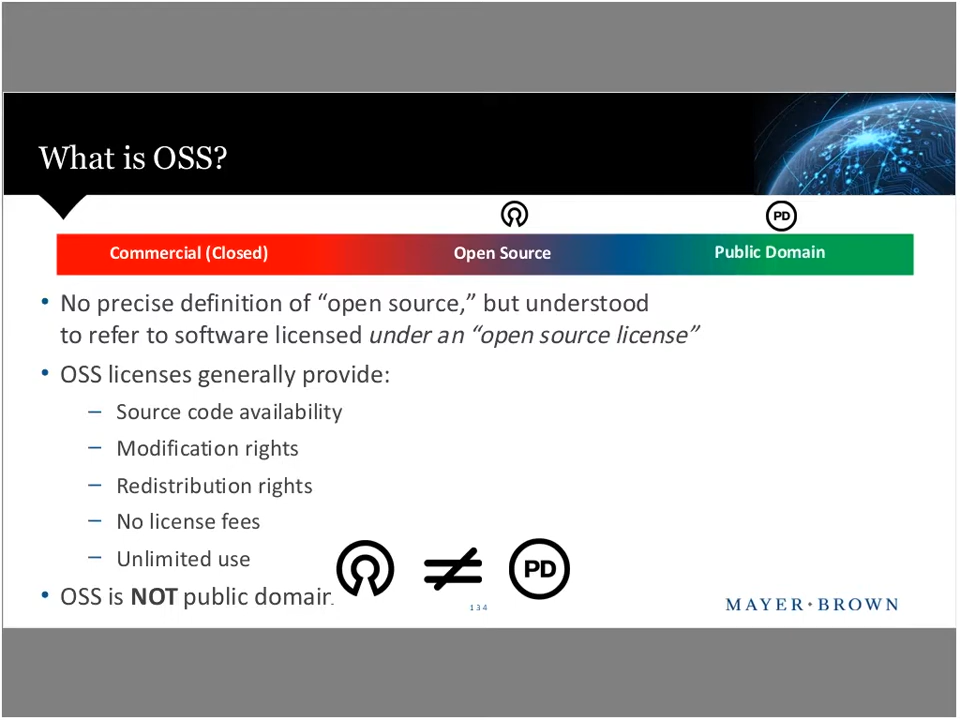 What is OSS?
PD
Commercial (Closed)
Open Source
Public Domain
• No precise definition of “open source,” but understood
to refer to software licensed under an “open source license”
• OSS licenses generally provide:
– Source code availability
– Modification rights
– Redistribution rights
– No license fees
– Unlimited use
• OSS is NOT public domain.
≠
PD
134
MAYER·BROWN